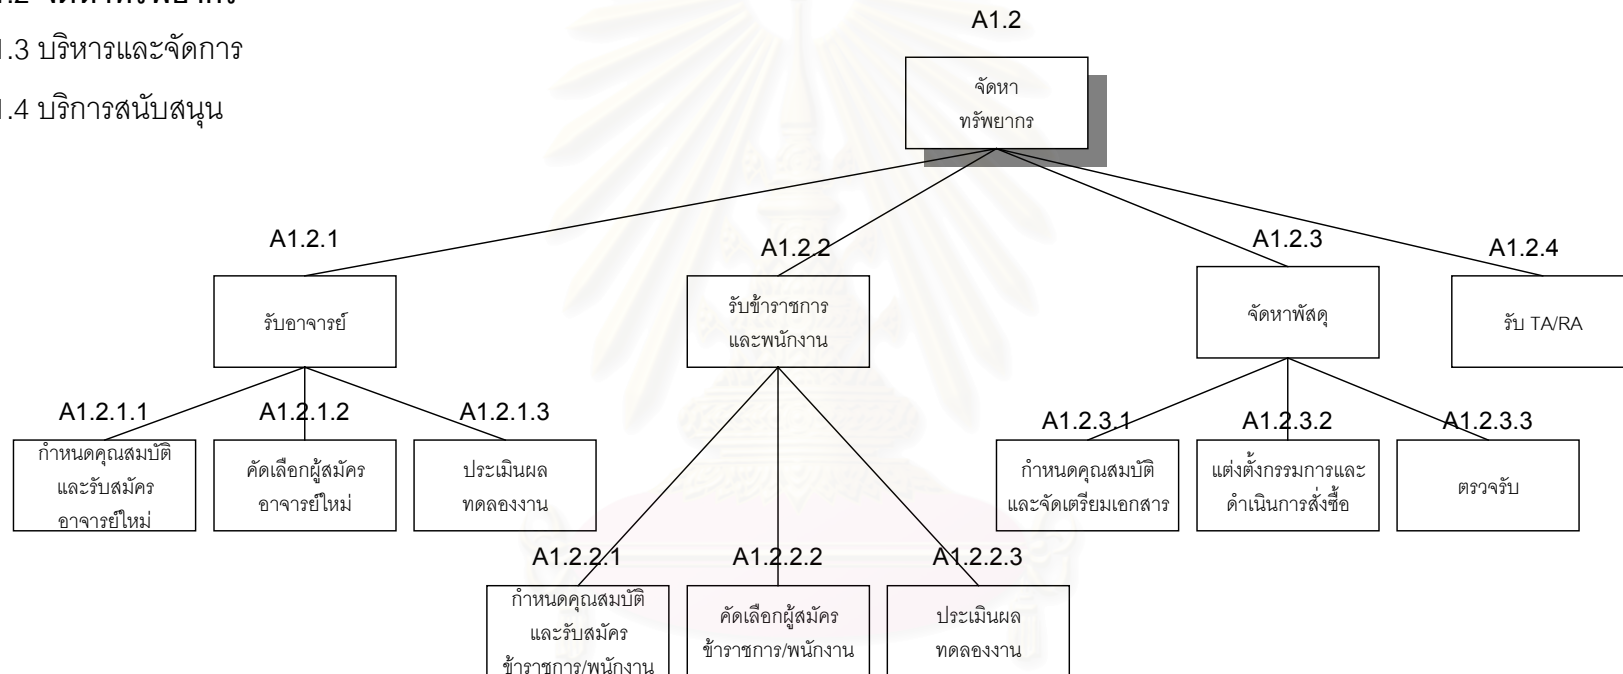 .2 จัดหาทรัพยากร
.3 บริหารและจัดการ
.4 บริการสนับสนุน
A1.2
จัดหา
ทรัพยากร
A1.2.1
รับอาจารย์
A1.2.2
รับข้าราชการ
และพนักงาน
A1.2.3
จัดหาพัสดุ
A1.2.4
รับ TA/RA
A1.2.1.1
กำหนดคุณสมบัติ
และรับสมัคร
อาจารย์ใหม่
A1.2.1.2
คัดเลือกผู้สมัคร
อาจารย์ใหม่
A1.2.1.3
ประเมินผล
ทดลองงาน
A1.2.3.1
กำหนดคุณสมบัติ
และจัดเตรียมเอกสาร
A1.2.3.2
แต่งตั้งกรรมการและ
ดำเนินการสั่งซื้อ
A1.2.3.3
ตรวจรับ
A1.2.2.1
กำหนดคุณสมบัติ
และรับสมัคร
ข้าราชการ/พนักงาน
A1.2.2.2
คัดเลือกผู้สมัคร
ข้าราชการ/พนักงาน
A1.2.2.3
ประเมินผล
ทดลองงาน